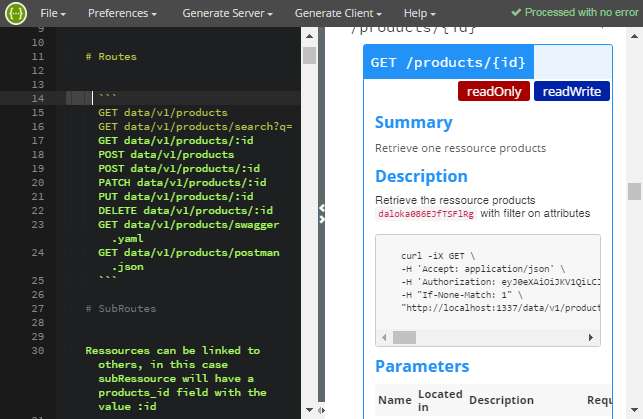 File Preferences Generate Server Generate Client Help Processed with no error
9
10
11 # Routes
12
13
14 ```
15 GET data/v1/products
16 GET data/v1/products/search?q=
17 GET data/v1/products/:id
18 POST data/v1/products
19 POST data/v1/products/:id
20 PATCH data/v1/products/:id
21 PUT data/v1/products/:id
22 DELETE data/v1/products/:id
23 GET data/v1/products/swagger
.yaml
24 GET data/v1/products/postman
.json
25 ```
26 # SubRoutes
27
28
29
30 Ressources can be linked to
others, in this case
subRessource will have a
products_id field with the
value :id
/products/{id}
GET /products/{id}
readOnly readWrite
Summary
Retrieve one ressource products
Description
Retrieve the ressource products
daloka086EJfTSFlRg with filter on attributes
curl -iX GET \
-H 'Accept: application/json' \
-H 'Authorization: eyJ0eXAiOiJKV1QiLCJ
-H "If-None-Match: 1" \
"http://localhost:1337/data/v1/product
Parameters
Name Located in Description Requ